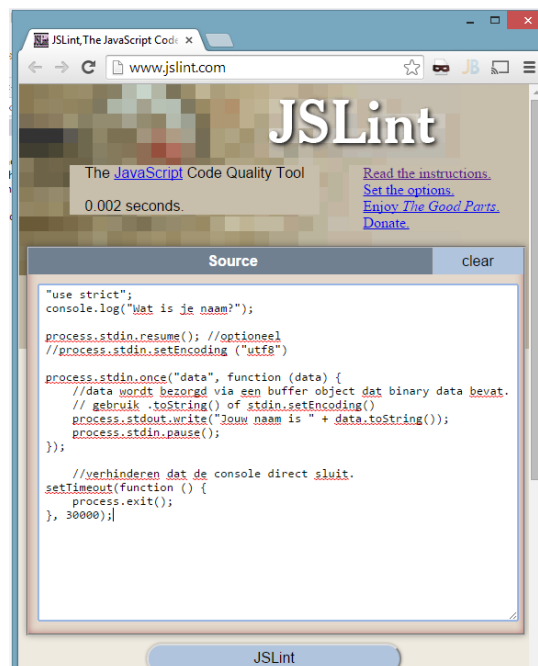 JSLint,The JavaScript Code
www.jslint.com
JB
JSLint
The JavaScript Code Quality Tool
0.002 seconds.
Read the instructions.
Set the options.
Enjoy The Good Parts.
Donate.
Source
clear
"use strict";
console.log("Wat is je naam?");
process.stdin.resume(); //optioneel
//process.stdin.setEncoding ("utf8")
process.stdin.once("data", function (data) {
//data wordt bezorgd via een buffer object dat binary data bevat.
// gebruik .toString() of stdin.setEncoding()
process.stdout.write("Jouw naam is " + data.toString());
process.stdin.pause();
});
//verhinderen dat de console direct sluit.
setTimeout(function () {
process.exit();
}, 30000);
JSLint